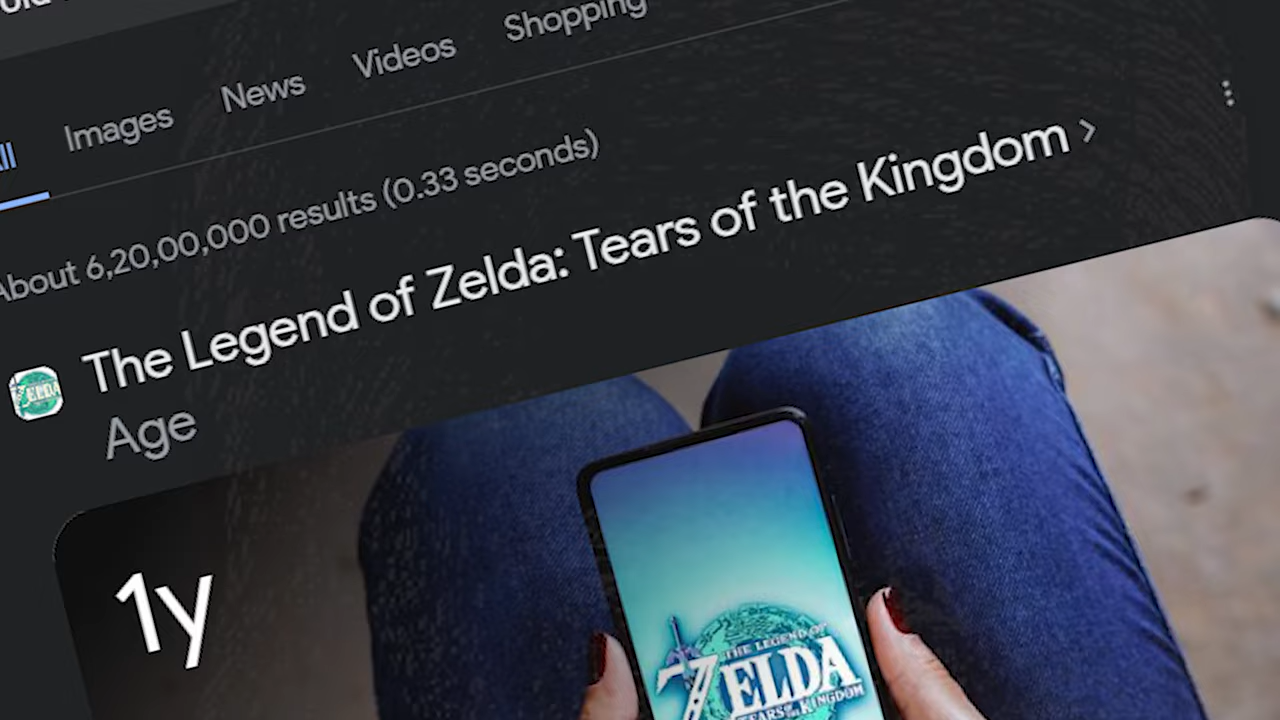 Images News Videos Shopping
About 6,20,00,000 results (0.33 seconds)
The Legend of Zelda: Tears of the Kingdom
Age
ZELDA
1y
THE LEGEND OF
ZELDA
TEARS OF THE KINGDOM